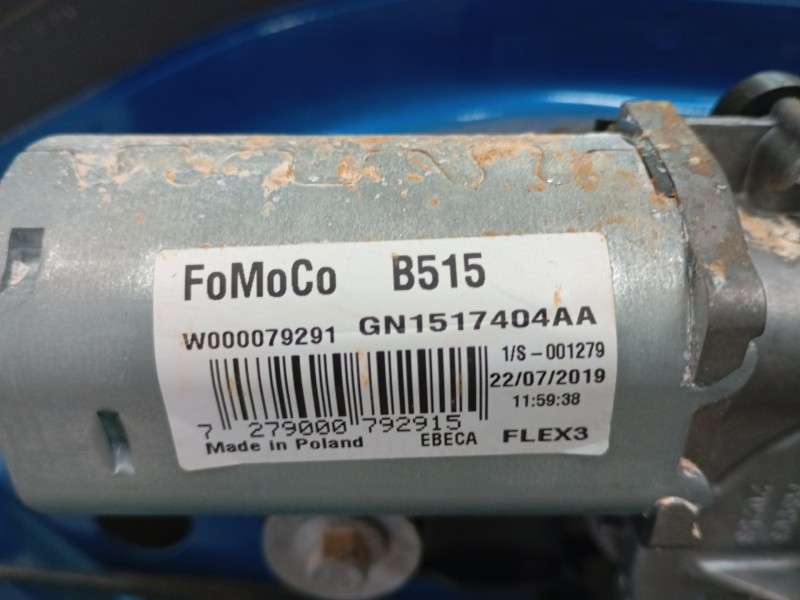 FoMoCo B515
W000079291 GN1517404AA
1/S-001279
22/07/2019
11:59:38
7 279000 792915
Made in Poland EBECA FLEX3